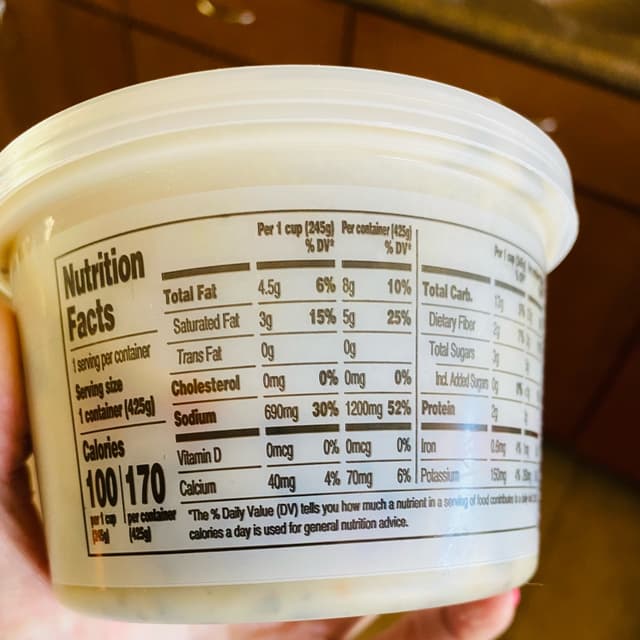 Nutrition
Facts
1 serving per container
Serving size
1 container (425g)
Calories
100 170
per 1 cup per container
(425g)
Per 1 cup (245g) Per container (425g)
% DV* % DV*
Total Fat 4.5g 6% 8g 10%
Saturated Fat 3g 15% 5g 25%
Trans Fat 0g 0g
Cholesterol 0mg 0% 0mg 0%
Sodium 690mg 30% 1200mg 52%
Vitamin D 0mcg 0% 0mcg 0%
Calcium 40mg 4% 70mg 6%
Total Carb.
Dietary Fiber 2g
Total Sugars 3g
Incl. Added Sugars 0g
Protein 2g
Iron
Potassium 150mg
*The % Daily Value (DV) tells you how much a nutrient in a serving of food contributes to a
calories a day is used for general nutrition advice.